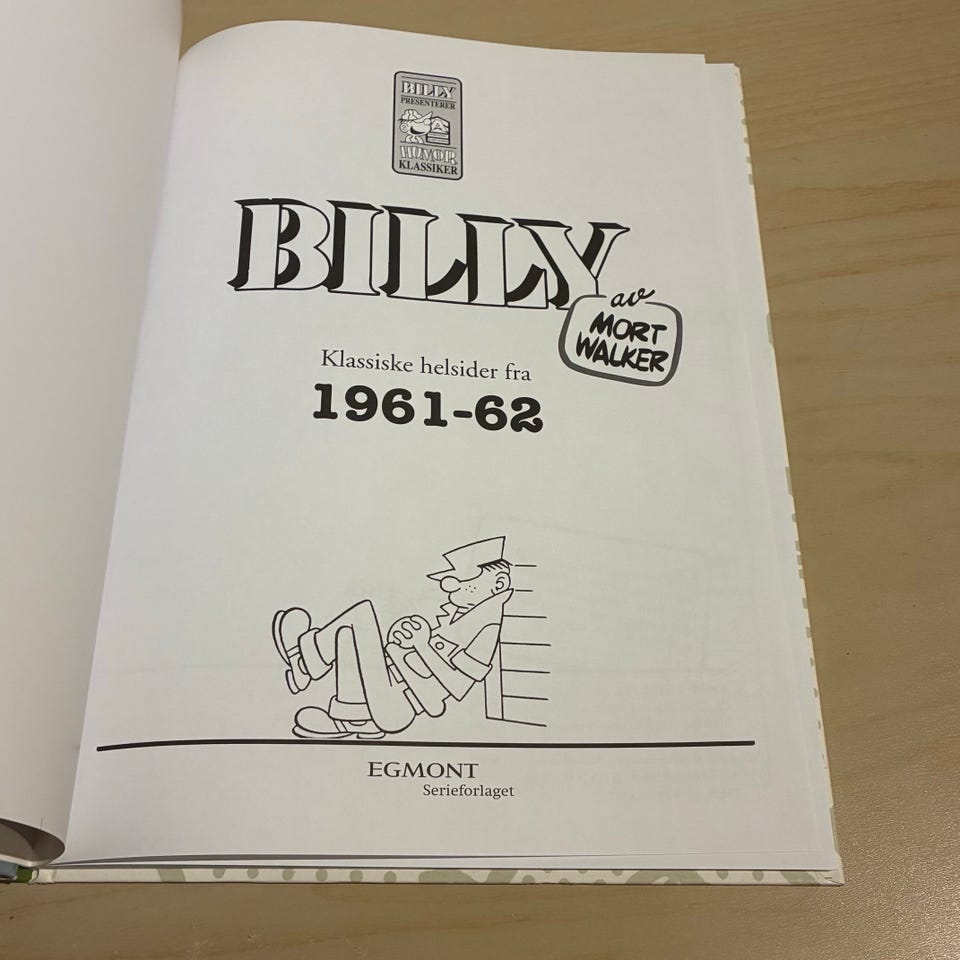 BILLY
PRESENTERER
HUMOR
KLASSIKER
BILLY
av
MORT
WALKER
Klassiske helsider fra
1961-62
EGMONT
Serieforlaget